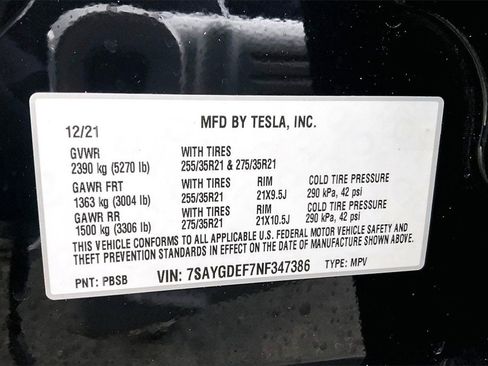 12/21 MFD BY TESLA, INC.
GVWR WITH TIRES
2390 kg (5270 lb) 255/35R21 & 275/35R21
GAWR FRT WITH TIRES RIM COLD TIRE PRESSURE
1363 kg (3004 lb) 255/35R21 21X9.5J 290 kPa, 42 psi
GAWR RR WITH TIRES RIM COLD TIRE PRESSURE
1500 kg (3306 lb) 275/35R21 21X10.5J 290 kPa, 42 psi
THIS VEHICLE CONFORMS TO ALL APPLICABLE U.S. FEDERAL MOTOR VEHICLE SAFETY AND
THEFT PREVENTION STANDARDS IN EFFECT ON THE DATE OF MANUFACTURE SHOWN ABOVE.
PNT: PBSB VIN: 7SAYGDEF7NF347386 TYPE: MPV